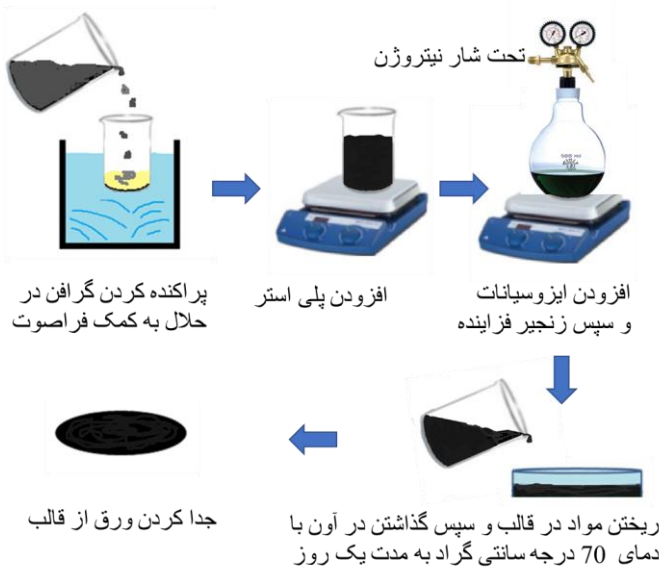 تحت شار نیتروژن
پراکنده کردن گرافن در
حلال به کمک فراصوت
افزودن پلی استر
افزودن ایزوسیانات
و سپس زنجیر فزاینده
ریختن مواد در قالب و سپس گذاشتن در آون با
دمای 70 درجه سانتی گراد به مدت یک روز
جدا کردن ورق از قالب